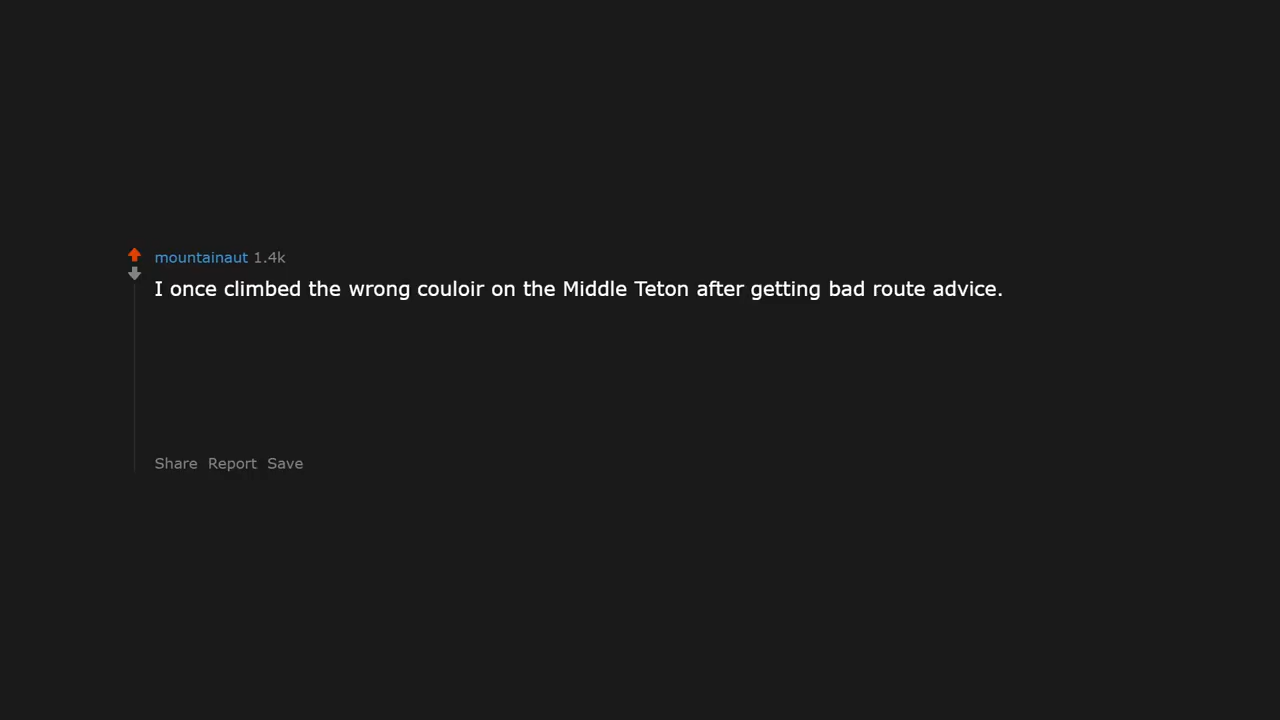 mountainaut 1.4k
I once climbed the wrong couloir on the Middle Teton after getting bad route advice.
Share Report Save